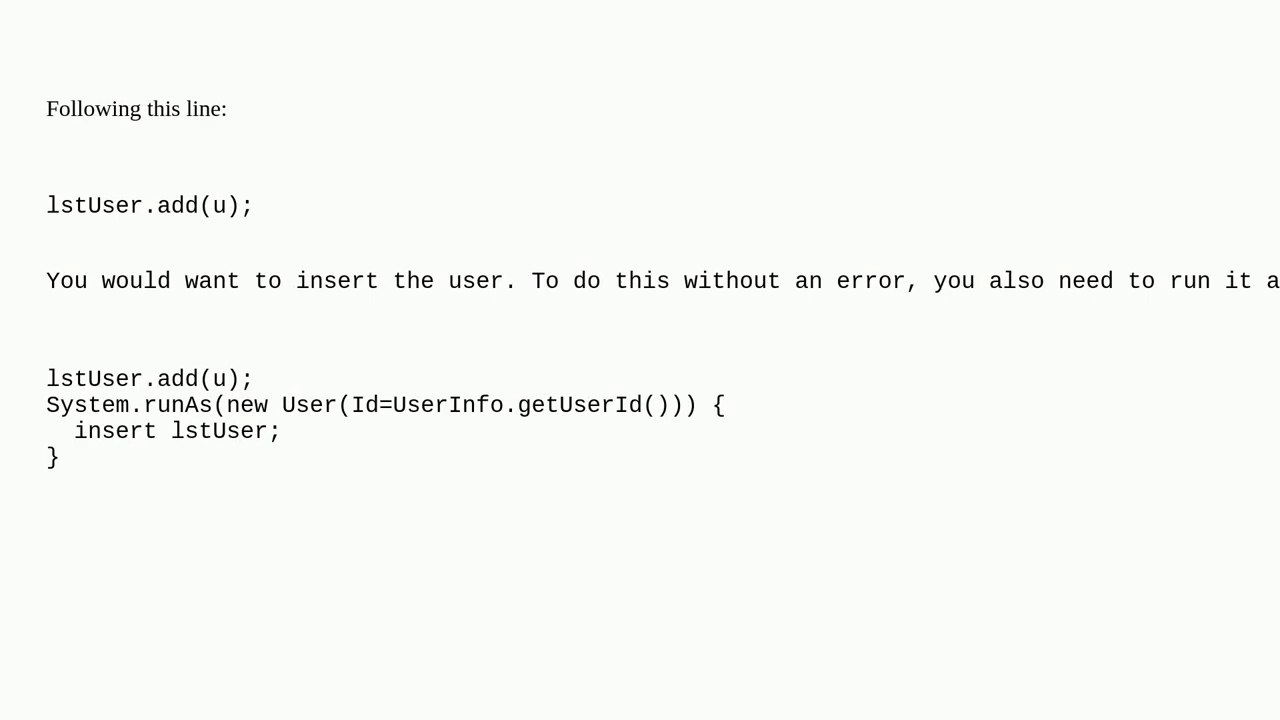 Following this line:
lstUser.add(u);
You would want to insert the user. To do this without an error, you also need to run it a
lstUser.add(u);
System.runAs(new User(Id=UserInfo.getUserId())) {
  insert lstUser;
}